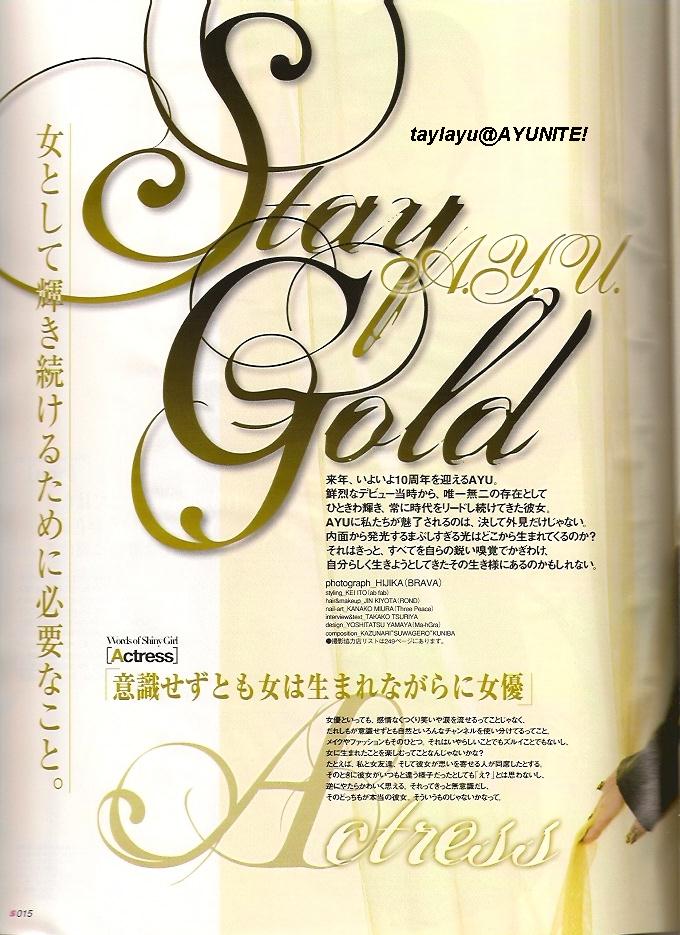 taylayu@AYUNITE!
Stay
A.Y.U.
Gold
女として輝き続けるために必要なこと。
来年、いよいよ10周年を迎えるAYU。
鮮烈なデビュー当時から、唯一無二の存在として
ひときわ輝き、常に時代をリードし続けてきた彼女。
AYUに私たちが魅了されるのは、決して外見だけじゃない。
内面から発光するまぶしすぎる光はどこから生まれてくるのか?
それはきっと、すべてを自らの鋭い嗅覚でかぎわけ、
自分らしく生きようとしてきたその生き様にあるのかもしれない。
photograph_HIJIKA(BRAVA)
styling_KEI ITO(ab fab)
hair&makeup_JIN KIYOTA(ROND)
nail-art_KANAKO MIURA(Three Peace)
interview&text_TAKAKO TSURIYA
design_YOSHITATSU YAMAYA(Ma-hGra)
composition_KAZUNARI"SUWAGERO"KUNIBA
●撮影協力店リストは249ページにあります。
Words of Shiny Girl
[Actress]
「意識せずとも女は生まれながらに女優」
女優といっても、感情なくつくり笑いや涙を流せるってことじゃなく、
だれしもが意識せずとも自然といろんなチャンネルを使い分けてるってこと。
メイクやファッションもそのひとつ。それはいやらしいことでもズルイことでもないし、
女に生まれたことを楽しむってことなんじゃないかな?
たとえば、私と女友達、そして彼女が思いを寄せる人が同席したとする。
そのときに彼女がいつもと違う様子だったとしても「え?」とは思わないし、
逆にやたらかわいく思える。それってきっと無意識だし、
そのどっちもが本当の彼女。そういうものじゃないかなって。
Actress
S015